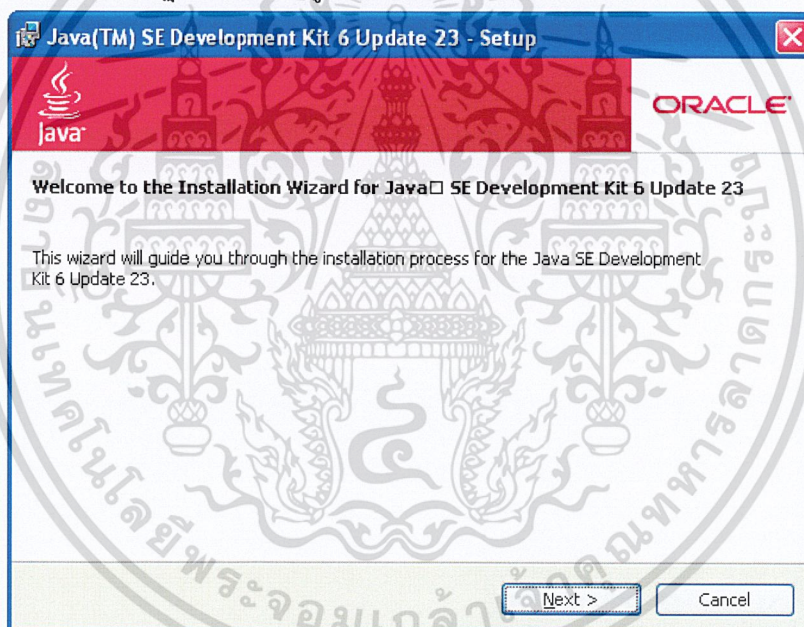 Java(TM) SE Development Kit 6 Update 23 - Setup
Java
ORACLE
Welcome to the Installation Wizard for Java□ SE Development Kit 6 Update 23
This wizard will guide you through the installation process for the Java SE Development
Kit 6 Update 23.
Next >
Cancel